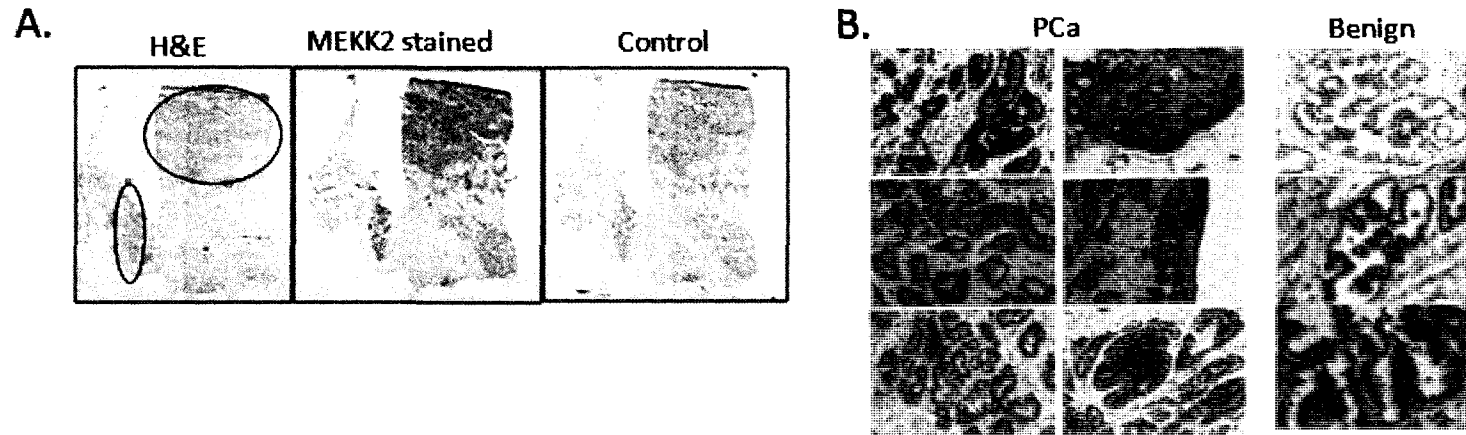 A.
H&E
MEKK2 stained
Control
B.
PCa
Benign